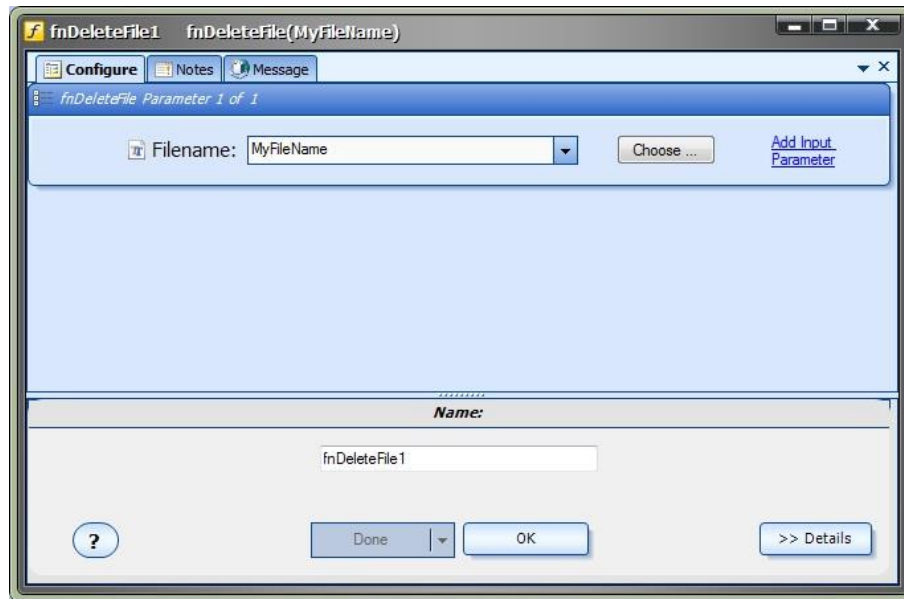 fnDeleteFile1 fnDeleteFile(MyFileName)
Configure Notes Message
fnDeleteFile Parameter 1 of 1
Filename: MyFileName Choose ... Add Input
Parameter
Name:
fnDeleteFile1
? Done OK >> Details